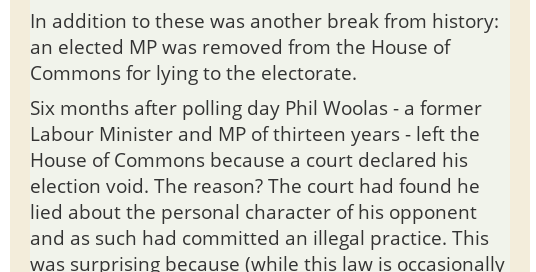 In addition to these was another break from history:
an elected MP was removed from the House of
Commons for lying to the electorate.
Six months after polling day Phil Woolas - a former
Labour Minister and MP of thirteen years - left the
House of Commons because a court declared his
election void. The reason? The court had found he
lied about the personal character of his opponent
and as such had committed an illegal practice. This
was surprising because (while this law is occasionally